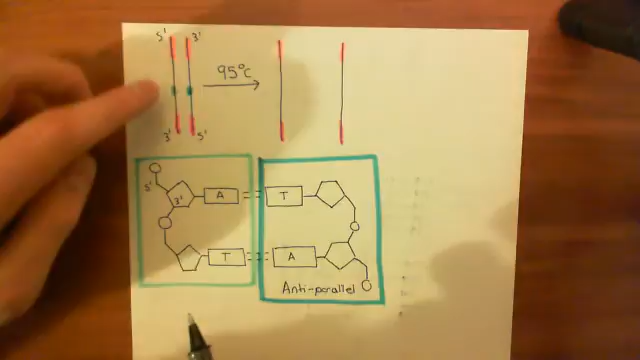 5' 3'
95°C
3' 5'
5' 3' A T
T A
Anti-parallel